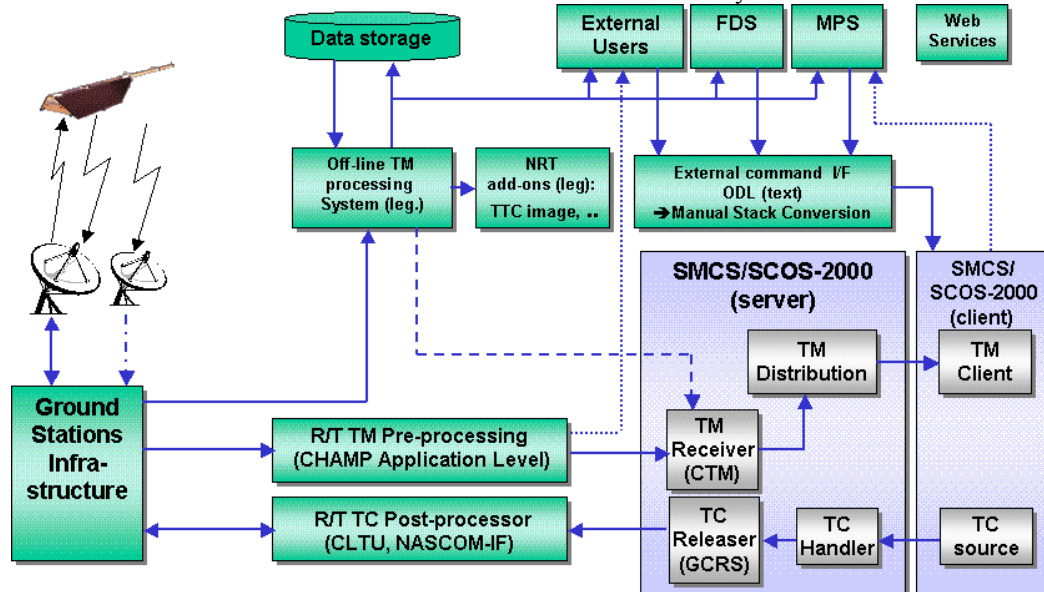 Data storage
External
Users
FDS
MPS
Web
Services
Off-line TM
processing
System (leg.)
NRT
add-ons (leg):
TTC image, ..
External command I/F
ODL (text)
➔Manual Stack Conversion
SMCS/SCOS-2000
(server)
SMCS/
SCOS-2000
(client)
TM
Distribution
TM
Client
Ground
Stations
Infra-
structure
R/T TM Pre-processing
(CHAMP Application Level)
TM
Receiver
(CTM)
R/T TC Post-processor
(CLTU, NASCOM-IF)
TC
Releaser
(GCRS)
TC
Handler
TC
source